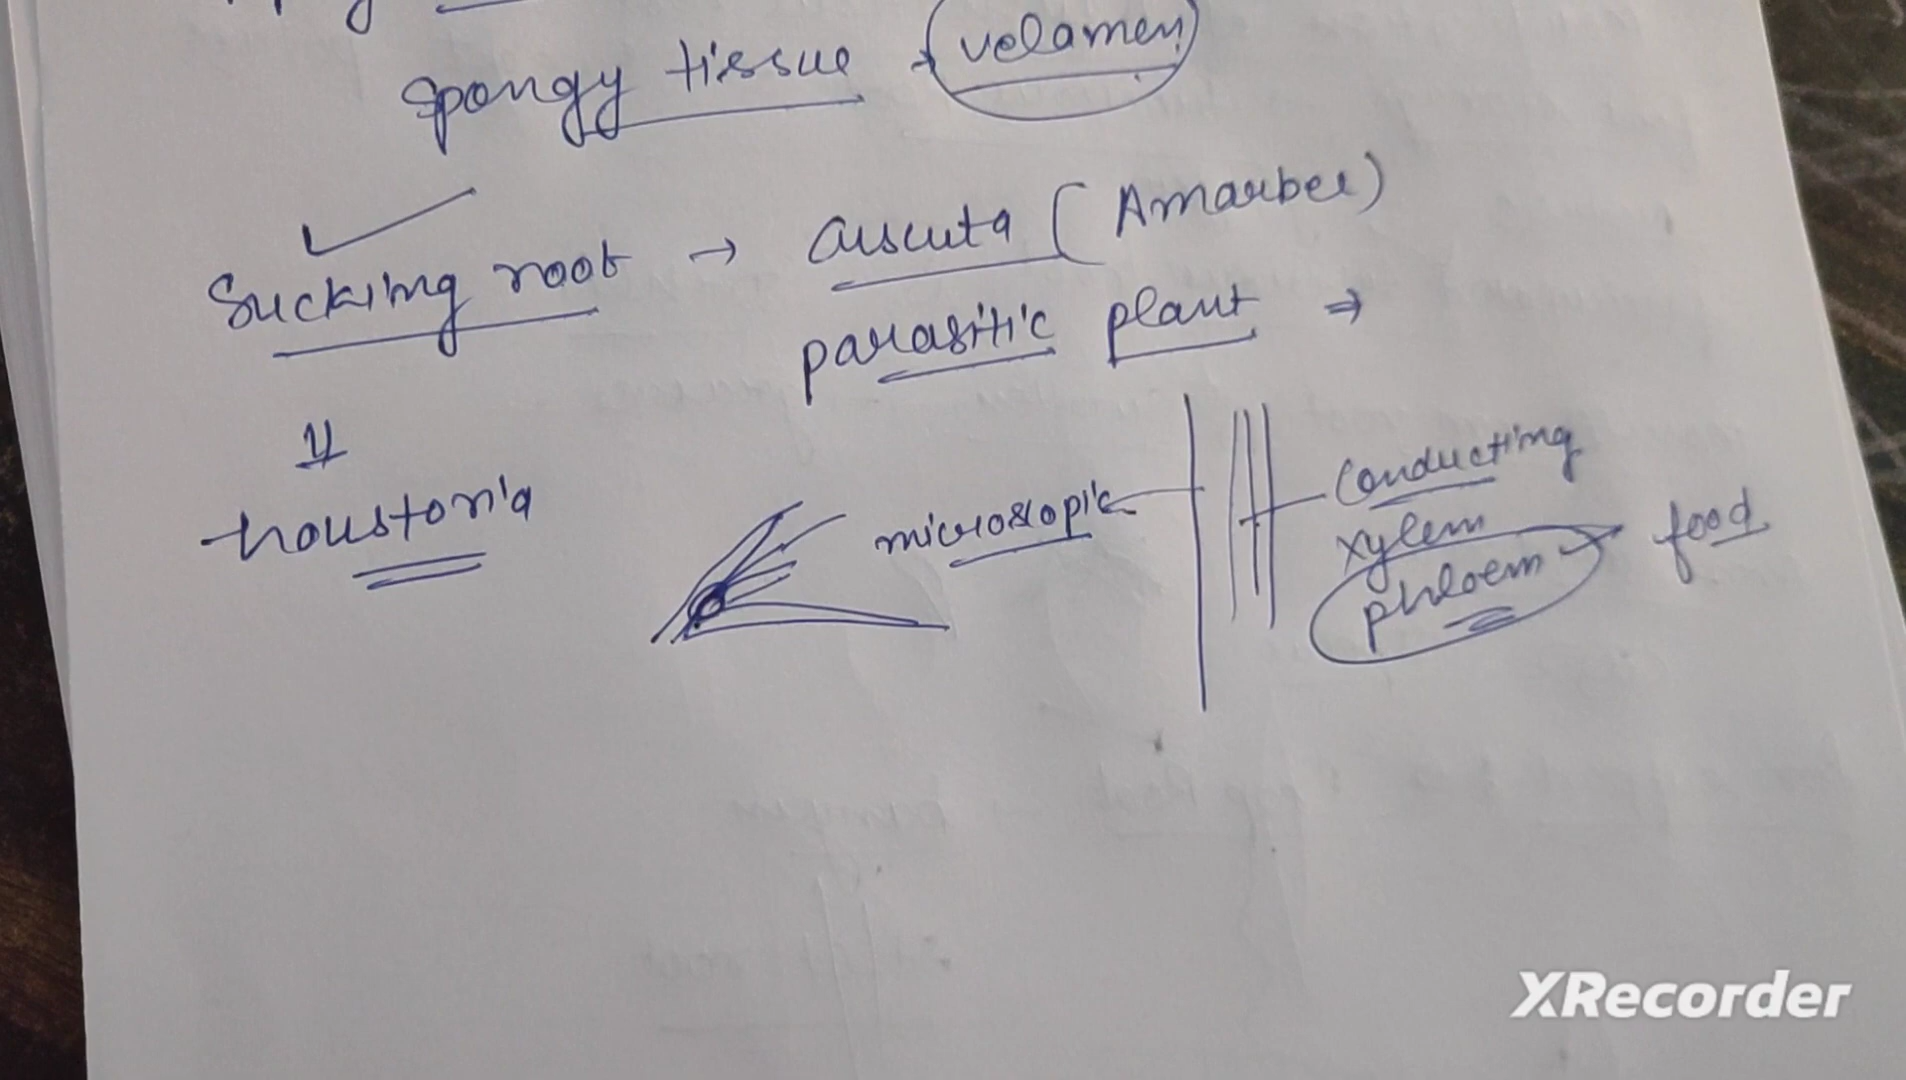 spongy tissue → velamen
Sucking root → cuscuta (Amarbel)
parasitic plant ⇒
haustoria
microscopic
conducting
xylem
phloem → food
XRecorder